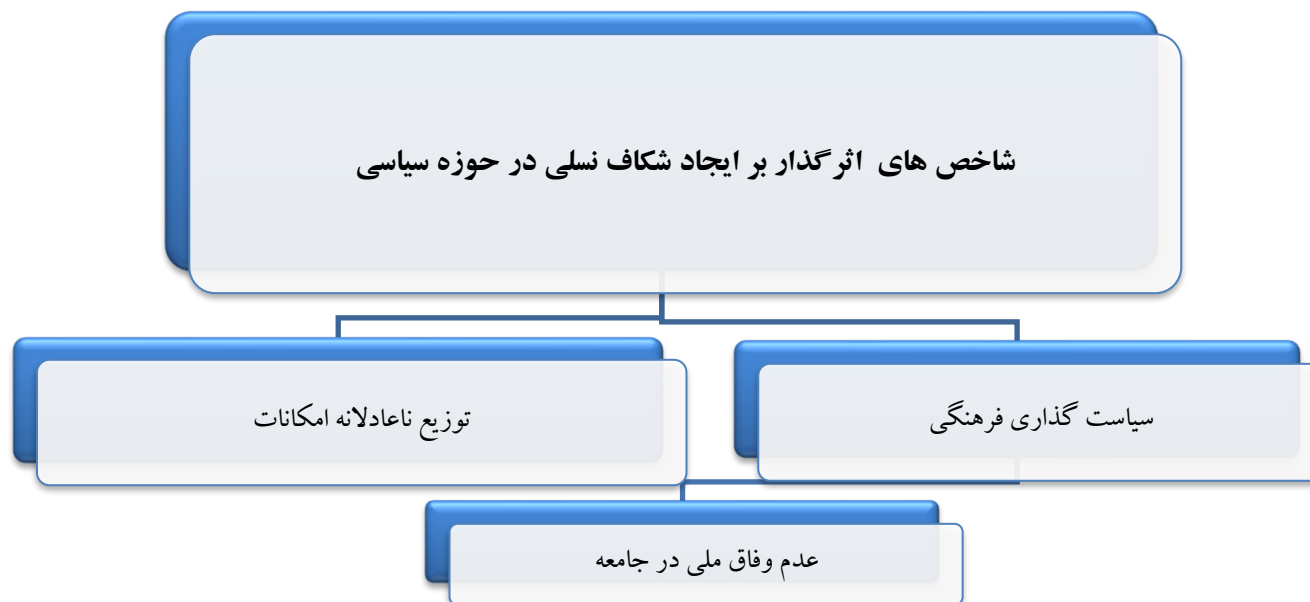 شاخص های اثرگذار بر ایجاد شکاف نسلی در حوزه سیاسی
سیاست گذاری فرهنگی
توزیع ناعادلانه امکانات
عدم وفاق ملی در جامعه